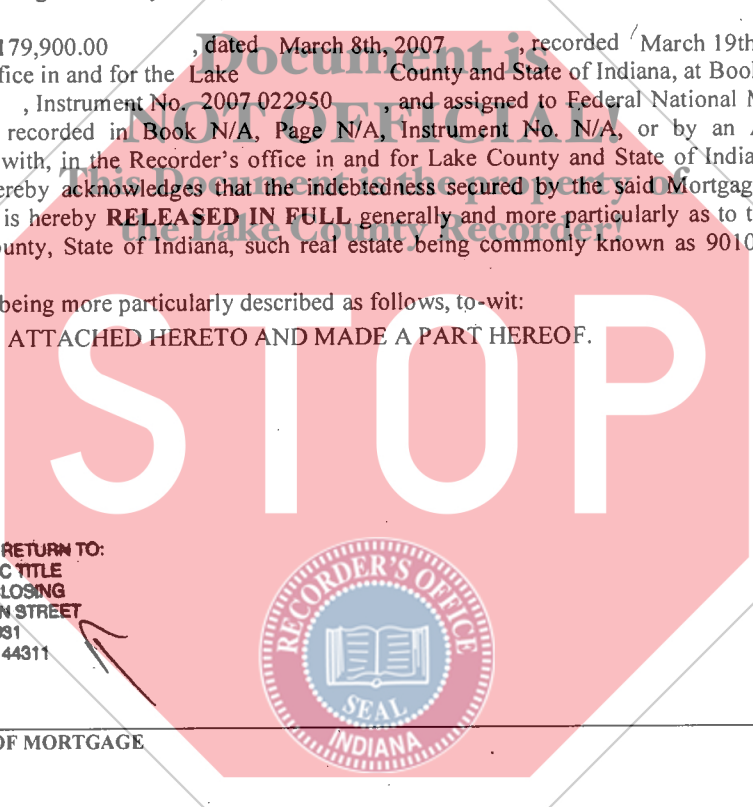 179,900.00 , dated March 8th, 2007 , recorded March 19th
Document is
ffice in and for the Lake County and State of Indiana, at Boo
, Instrument No. 2007 022950 , and assigned to Federal National M
NOT OFFICIAL!
recorded in Book N/A, Page N/A, Instrument No. N/A, or by an A
with, in the Recorder's office in and for Lake County and State of India
This Document is the property of
ereby acknowledges that the indebtedness secured by the said Mortgag
is hereby RELEASED IN FULL generally and more particularly as to t
the Lake County Recorder!
ounty, State of Indiana, such real estate being commonly known as 9010
being more particularly described as follows, to-wit:
ATTACHED HERETO AND MADE A PART HEREOF.
STOP
RETURN TO:
C TITLE
LOSING
N STREET
931
44311
RECORDER'S OFFICE
SEAL
INDIANA
OF MORTGAGE